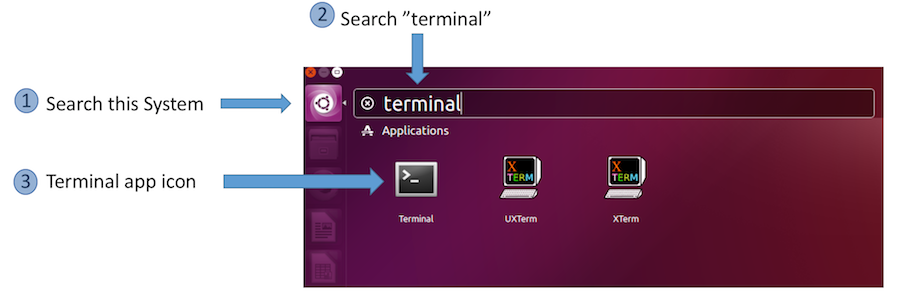 2 Search ”terminal”
1 Search this System
terminal
Applications
3 Terminal app icon
>_
X TERM
X TERM
Terminal
UXTerm
XTerm